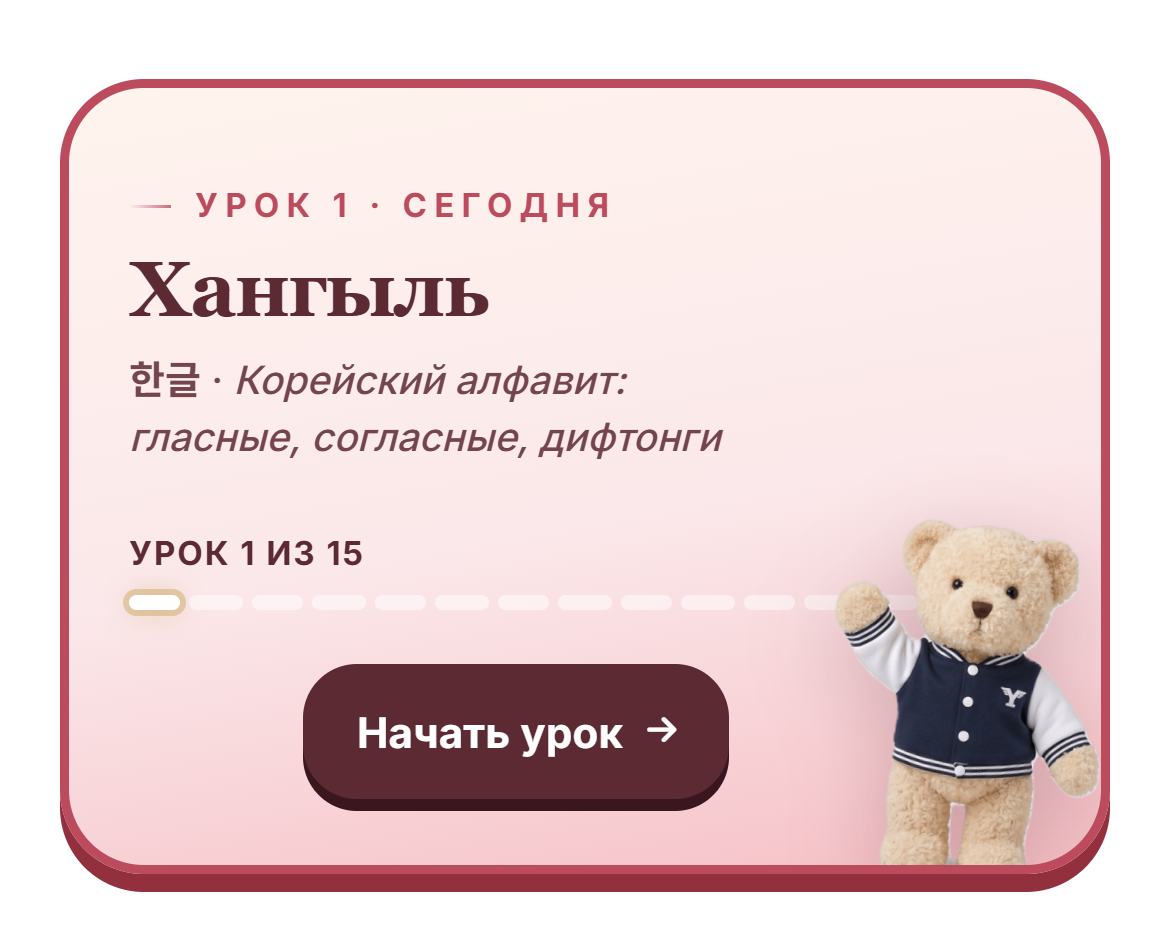 УРОК 1 · СЕГОДНЯ
Хангыль
한글 · Корейский алфавит:
гласные, согласные, дифтонги
УРОК 1 ИЗ 15
Начать урок →
Y